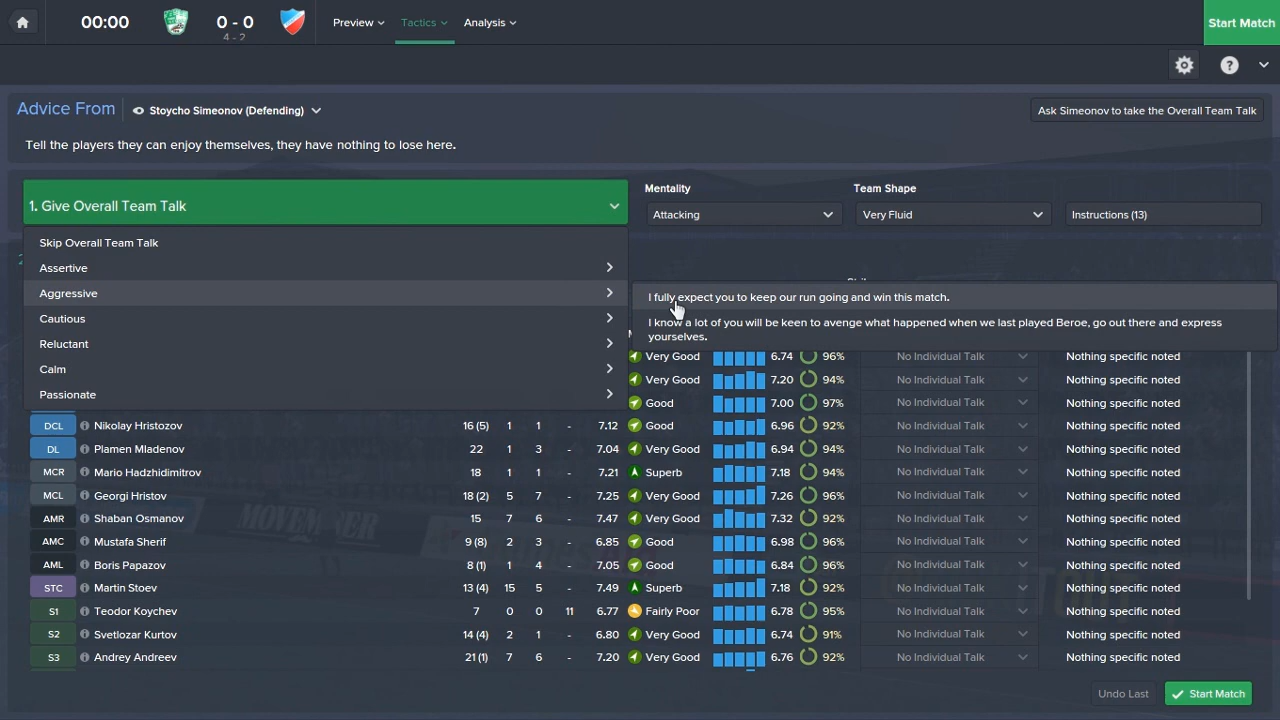 00:00 0 - 0 Preview Tactics Analysis Start Match
4 - 2
Advice From Stoycho Simeonov (Defending) Ask Simeonov to take the Overall Team Talk
Tell the players they can enjoy themselves, they have nothing to lose here.
Mentality Team Shape
1. Give Overall Team Talk Attacking Very Fluid Instructions (13)
Skip Overall Team Talk
Assertive
Aggressive I fully expect you to keep our run going and win this match.
Cautious I know a lot of you will be keen to avenge what happened when we last played Beroe, go out there and express
yourselves.
Reluctant
Very Good 6.74 96% No Individual Talk Nothing specific noted
Calm
Very Good 7.20 94% No Individual Talk Nothing specific noted
Passionate
Good 7.00 97% No Individual Talk Nothing specific noted
DCL Nikolay Hristozov 16 (5) 1 1 - 7.12 Good 6.96 92% No Individual Talk Nothing specific noted
DL Plamen Mladenov 22 1 3 - 7.04 Very Good 6.94 94% No Individual Talk Nothing specific noted
MCR Mario Hadzhidimitrov 18 1 1 - 7.21 Superb 7.18 94% No Individual Talk Nothing specific noted
MCL Georgi Hristov 18 (2) 5 7 - 7.25 Very Good 7.26 96% No Individual Talk Nothing specific noted
AMR Shaban Osmanov 15 7 6 - 7.47 Very Good 7.32 92% No Individual Talk Nothing specific noted
AMC Mustafa Sherif 9 (8) 2 3 - 6.85 Good 6.98 96% No Individual Talk Nothing specific noted
AML Boris Papazov 8 (1) 1 4 - 7.05 Good 6.84 96% No Individual Talk Nothing specific noted
STC Martin Stoev 13 (4) 15 5 - 7.49 Superb 7.18 92% No Individual Talk Nothing specific noted
S1 Teodor Koychev 7 0 0 11 6.77 Fairly Poor 6.78 95% No Individual Talk Nothing specific noted
S2 Svetlozar Kurtov 14 (4) 2 1 - 6.80 Very Good 6.74 91% No Individual Talk Nothing specific noted
S3 Andrey Andreev 21 (1) 7 6 - 7.20 Very Good 6.76 92% No Individual Talk Nothing specific noted
Undo Last Start Match